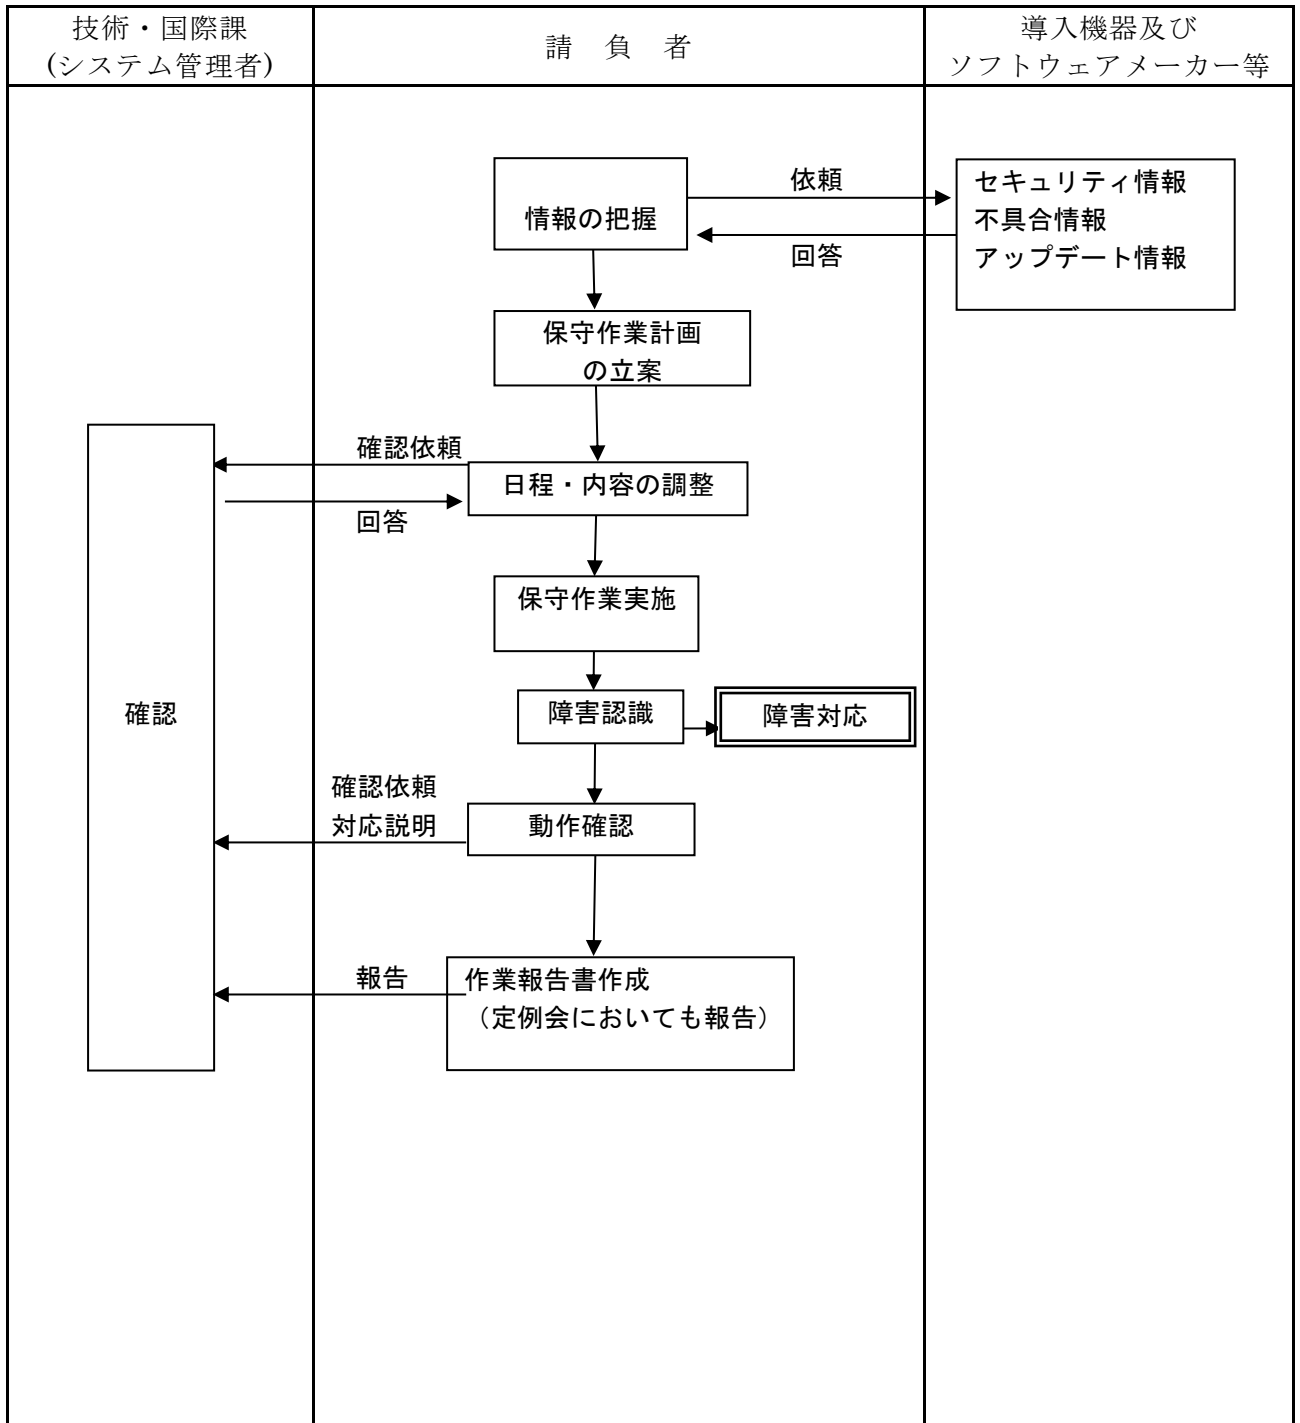 技術・国際課
(システム管理者)
請　負　者
導入機器及び
ソフトウェアメーカー等
情報の把握
依頼
回答
セキュリティ情報
不具合情報
アップデート情報
保守作業計画
の立案
確認依頼
日程・内容の調整
回答
保守作業実施
確認
障害認識
障害対応
確認依頼
対応説明
動作確認
報告
作業報告書作成
（定例会においても報告）